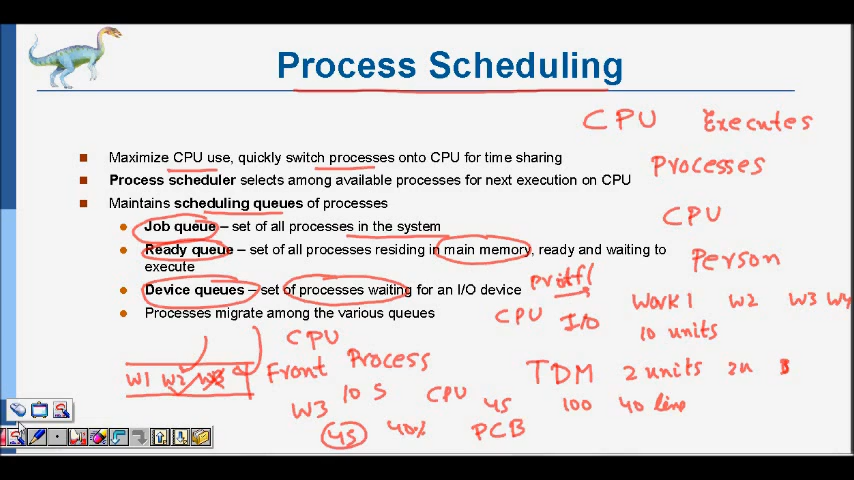 Process Scheduling
CPU Executes
Maximize CPU use, quickly switch processes onto CPU for time sharing
Processes
Process scheduler selects among available processes for next execution on CPU
Maintains scheduling queues of processes
CPU
Job queue – set of all processes in the system
Ready queue – set of all processes residing in main memory, ready and waiting to
execute
Person
Device queues – set of processes waiting for an I/O device
printf(
Processes migrate among the various queues
CPU I/O
Work 1 W2 W3 W4
10 units
CPU
Process
W1 W2 W3 Front
TDM 2 units 2u
W3 10 S CPU 4S 100 40 line
4S 40% PCB